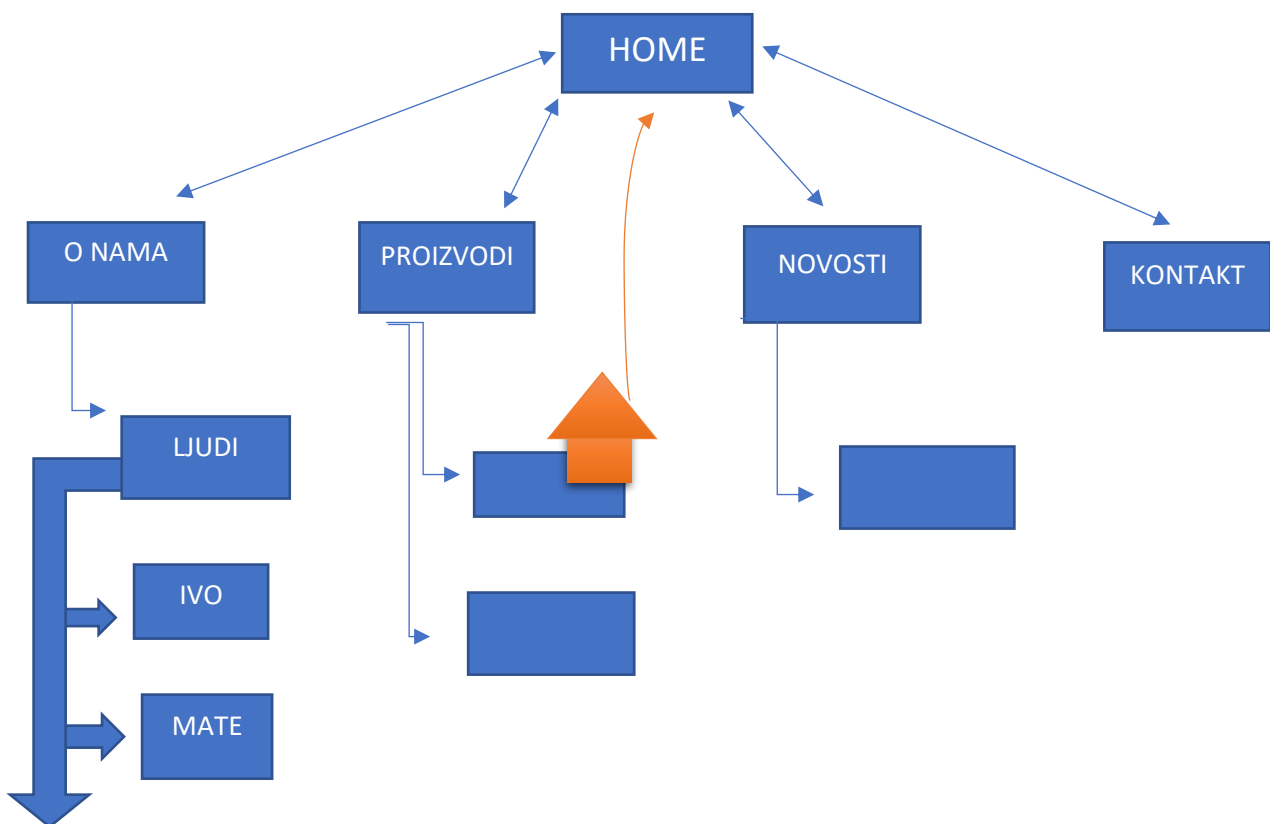 HOME
O NAMA
PROIZVODI
NOVOSTI
KONTAKT
LJUDI
IVO
MATE